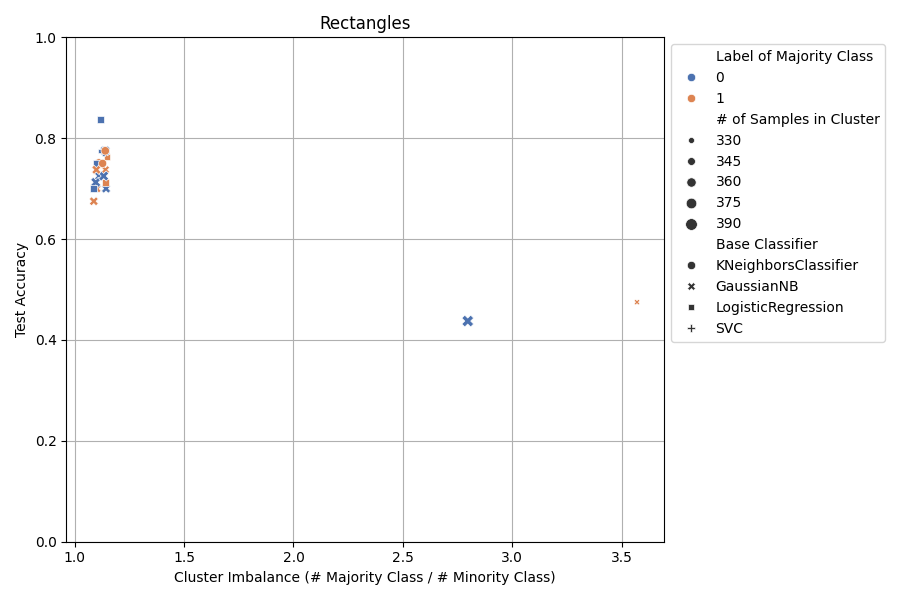 Rectangles
1.0
0.8
0.6
0.4
0.2
0.0
Test Accuracy
1.0 1.5 2.0 2.5 3.0 3.5
Cluster Imbalance (# Majority Class / # Minority Class)
Label of Majority Class
0
1
# of Samples in Cluster
330
345
360
375
390
Base Classifier
KNeighborsClassifier
GaussianNB
LogisticRegression
SVC